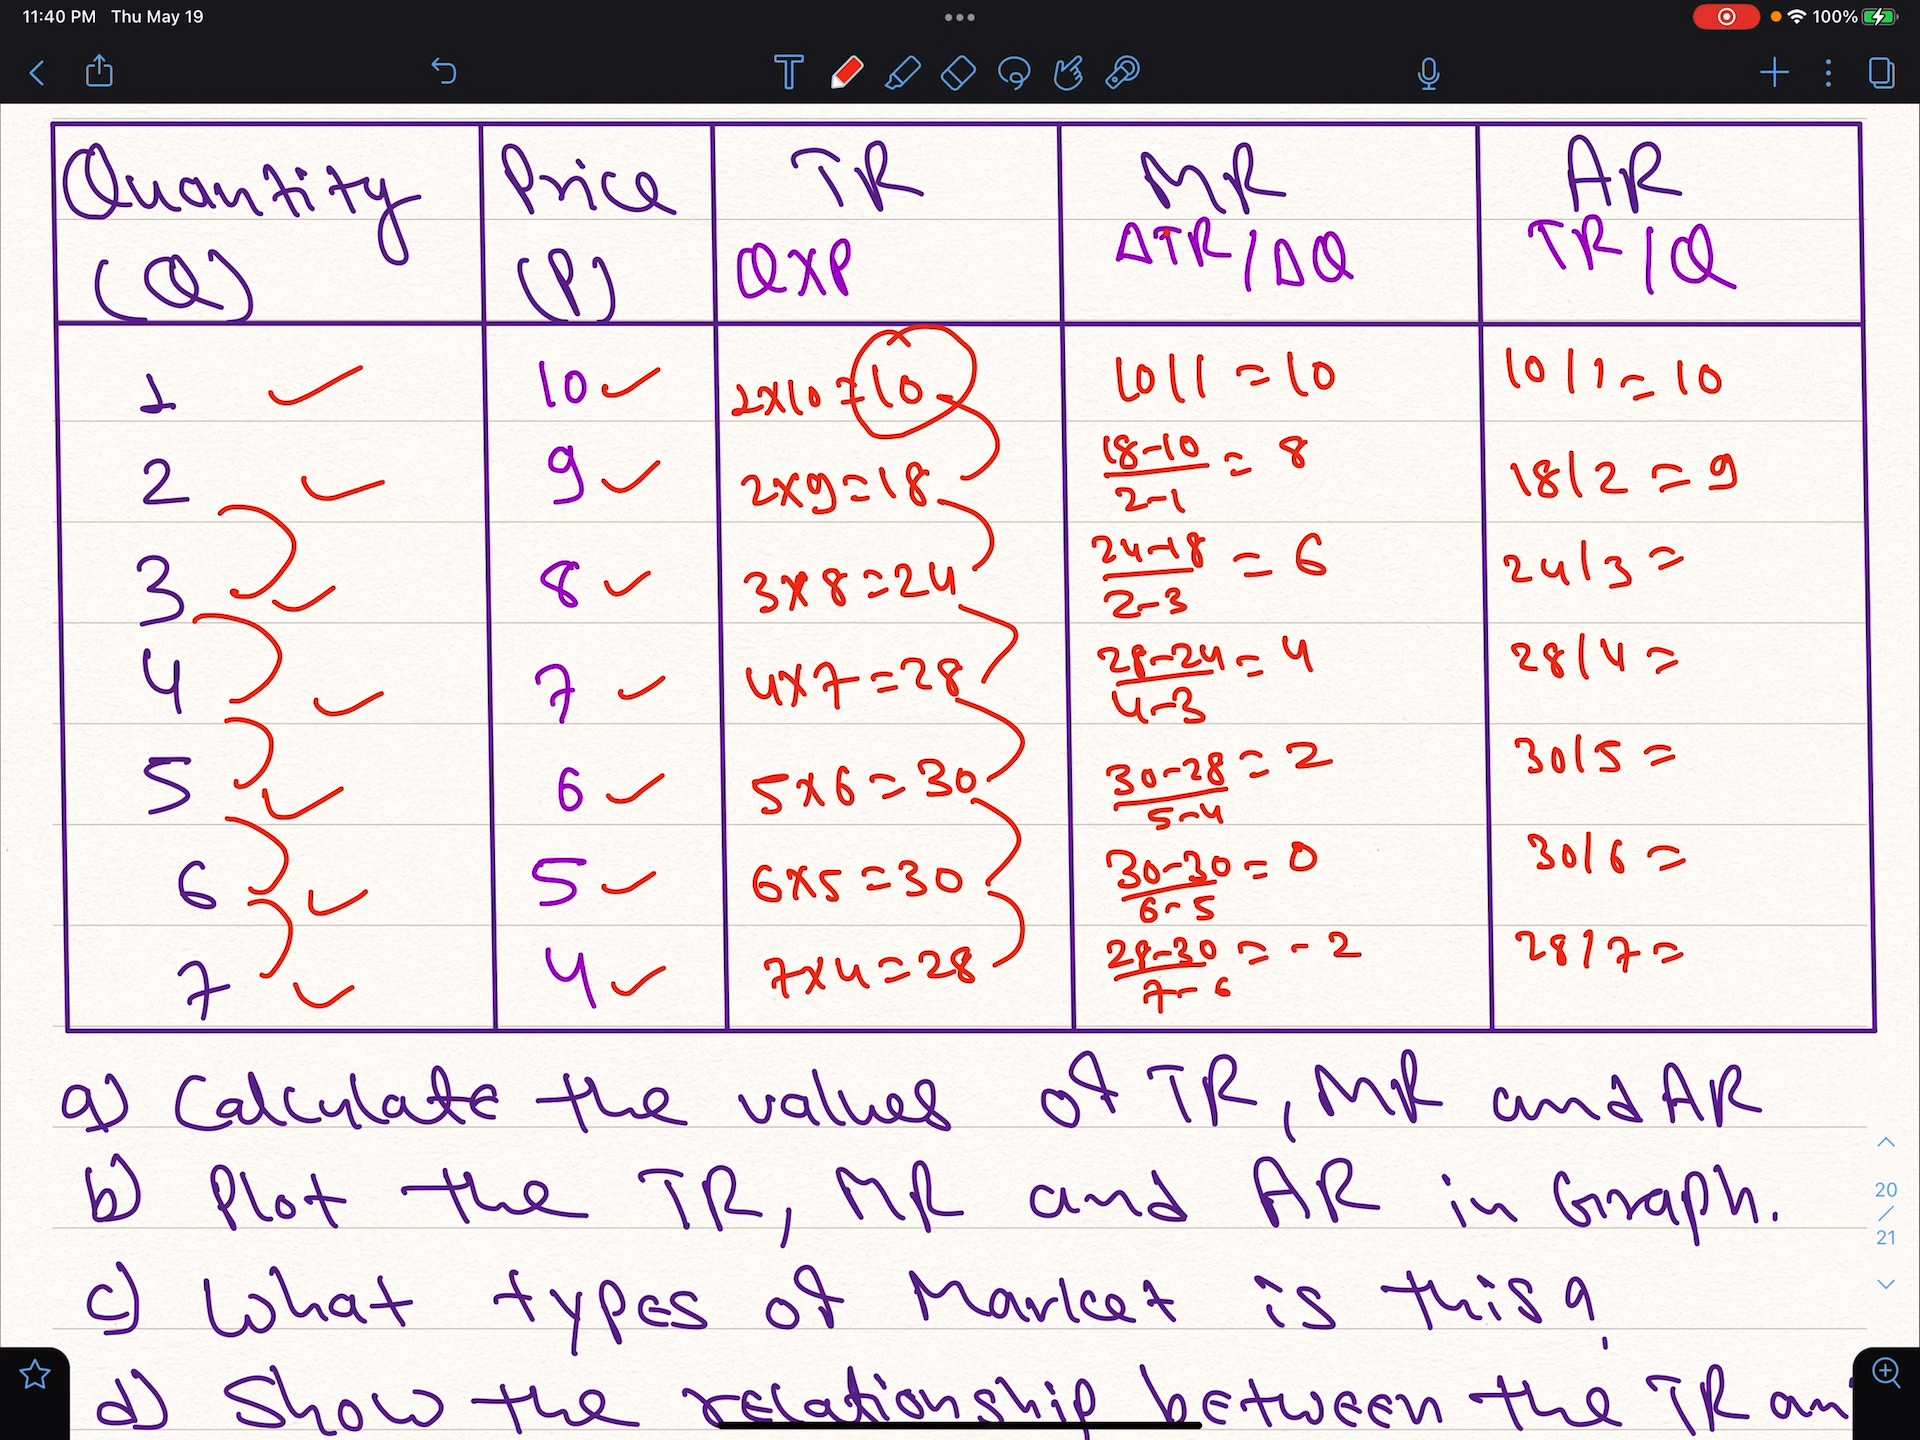 11:40 PM Thu May 19
100%
Quantity (Q) Price (P) TR QXP MR ΔTR/ΔQ AR TR/Q
1 10 2×10=10 10/1=10 10/1=10
2 9 2×9=18 18-10/2-1=8 18/2=9
3 8 3×8=24 24-18/2-3=6 24/3=
4 7 4×7=28 28-24/4-3=4 28/4=
5 6 5×6=30 30-28/5-4=2 30/5=
6 5 6×5=30 30-30/6-5=0 30/6=
7 4 7×4=28 28-30/7-6=-2 28/7=
a) Calculate the values of TR, MR and AR
b) Plot the TR, MR and AR in Graph.
c) What types of Market is this?
d) Show the relationship between the TR an
20
/
21